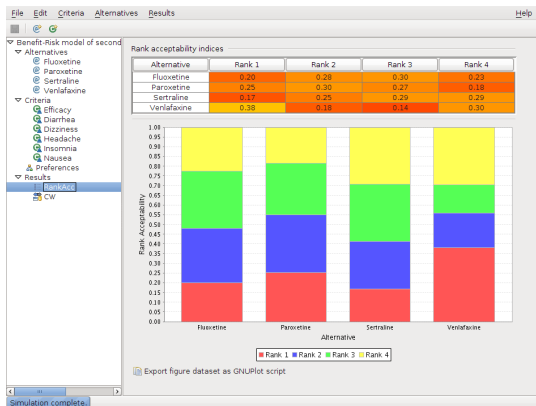 File Edit Criteria Alternatives Results Help
Benefit-Risk model of second
Alternatives
Fluoxetine
Paroxetine
Sertraline
Venlafaxine
Criteria
Efficacy
Diarrhea
Dizziness
Headache
Insomnia
Nausea
Preferences
Results
RankAcc
CW
Rank acceptability indices
Alternative Rank 1 Rank 2 Rank 3 Rank 4
Fluoxetine 0.20 0.28 0.30 0.23
Paroxetine 0.25 0.30 0.27 0.18
Sertraline 0.17 0.25 0.29 0.29
Venlafaxine 0.38 0.18 0.14 0.30
Rank Acceptability
1.00
0.95
0.90
0.85
0.80
0.75
0.70
0.65
0.60
0.55
0.50
0.45
0.40
0.35
0.30
0.25
0.20
0.15
0.10
0.05
0.00
Fluoxetine Paroxetine Sertraline Venlafaxine
Alternative
Rank 1 Rank 2 Rank 3 Rank 4
Export figure dataset as GNUPlot script
Simulation complete.